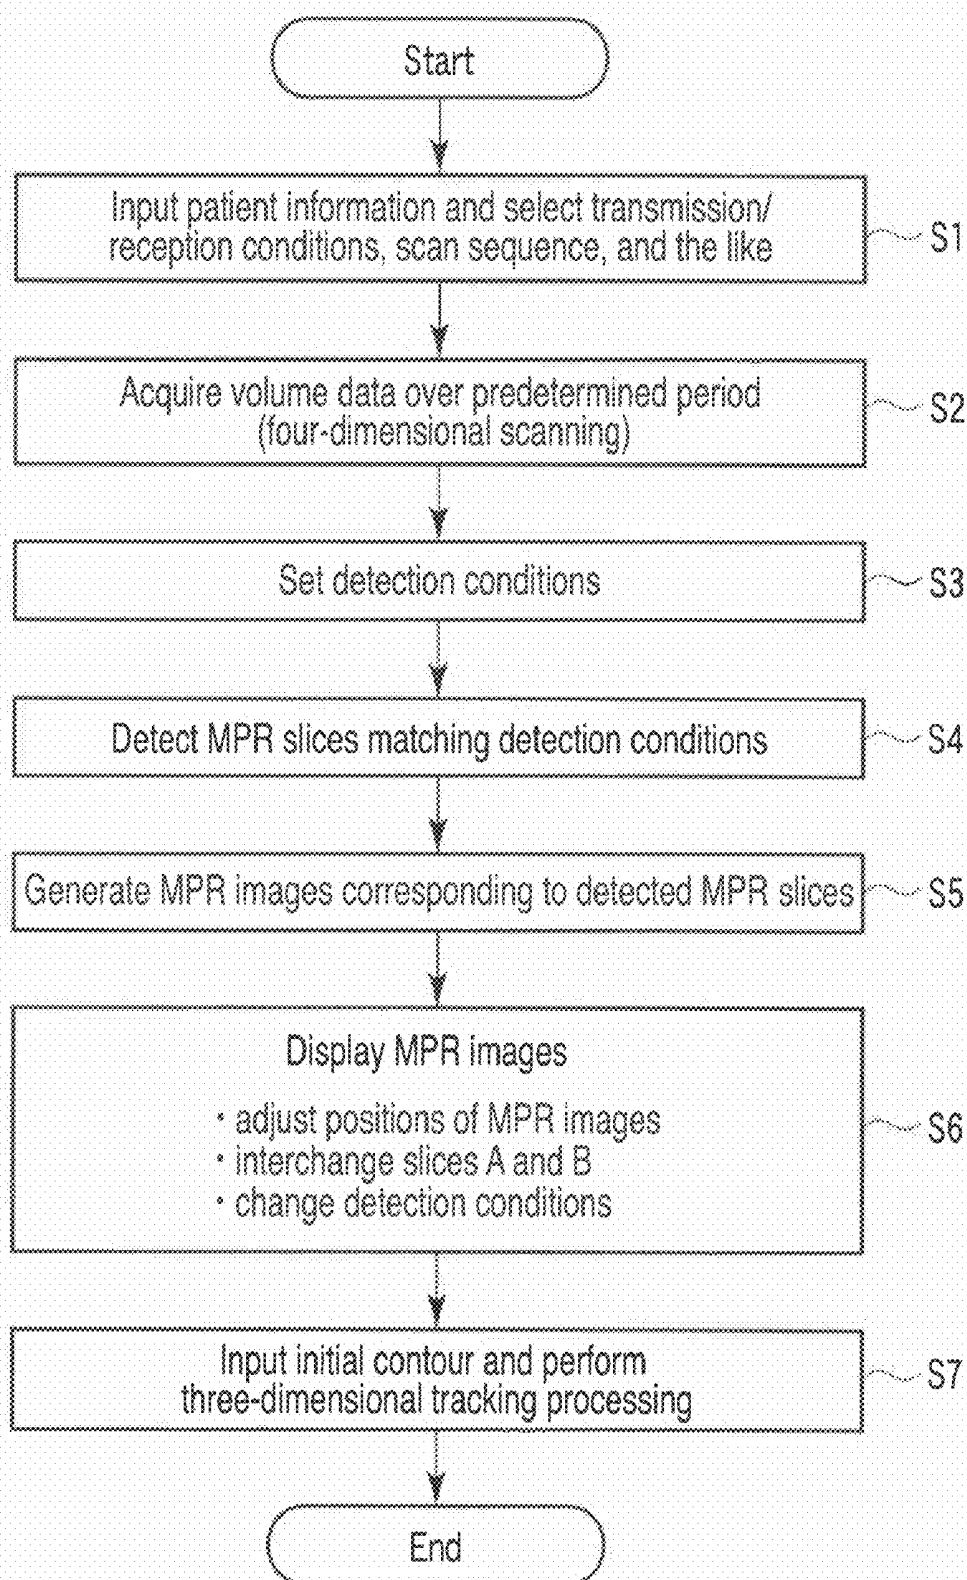 Start
Input patient information and select transmission/
reception conditions, scan sequence, and the like
S1
Acquire volume data over predetermined period
(four-dimensional scanning)
S2
Set detection conditions
S3
Detect MPR slices matching detection conditions
S4
Generate MPR images corresponding to detected MPR slices
S5
Display MPR images
・adjust positions of MPR images
・interchange slices A and B
・change detection conditions
S6
Input initial contour and perform
three-dimensional tracking processing
S7
End